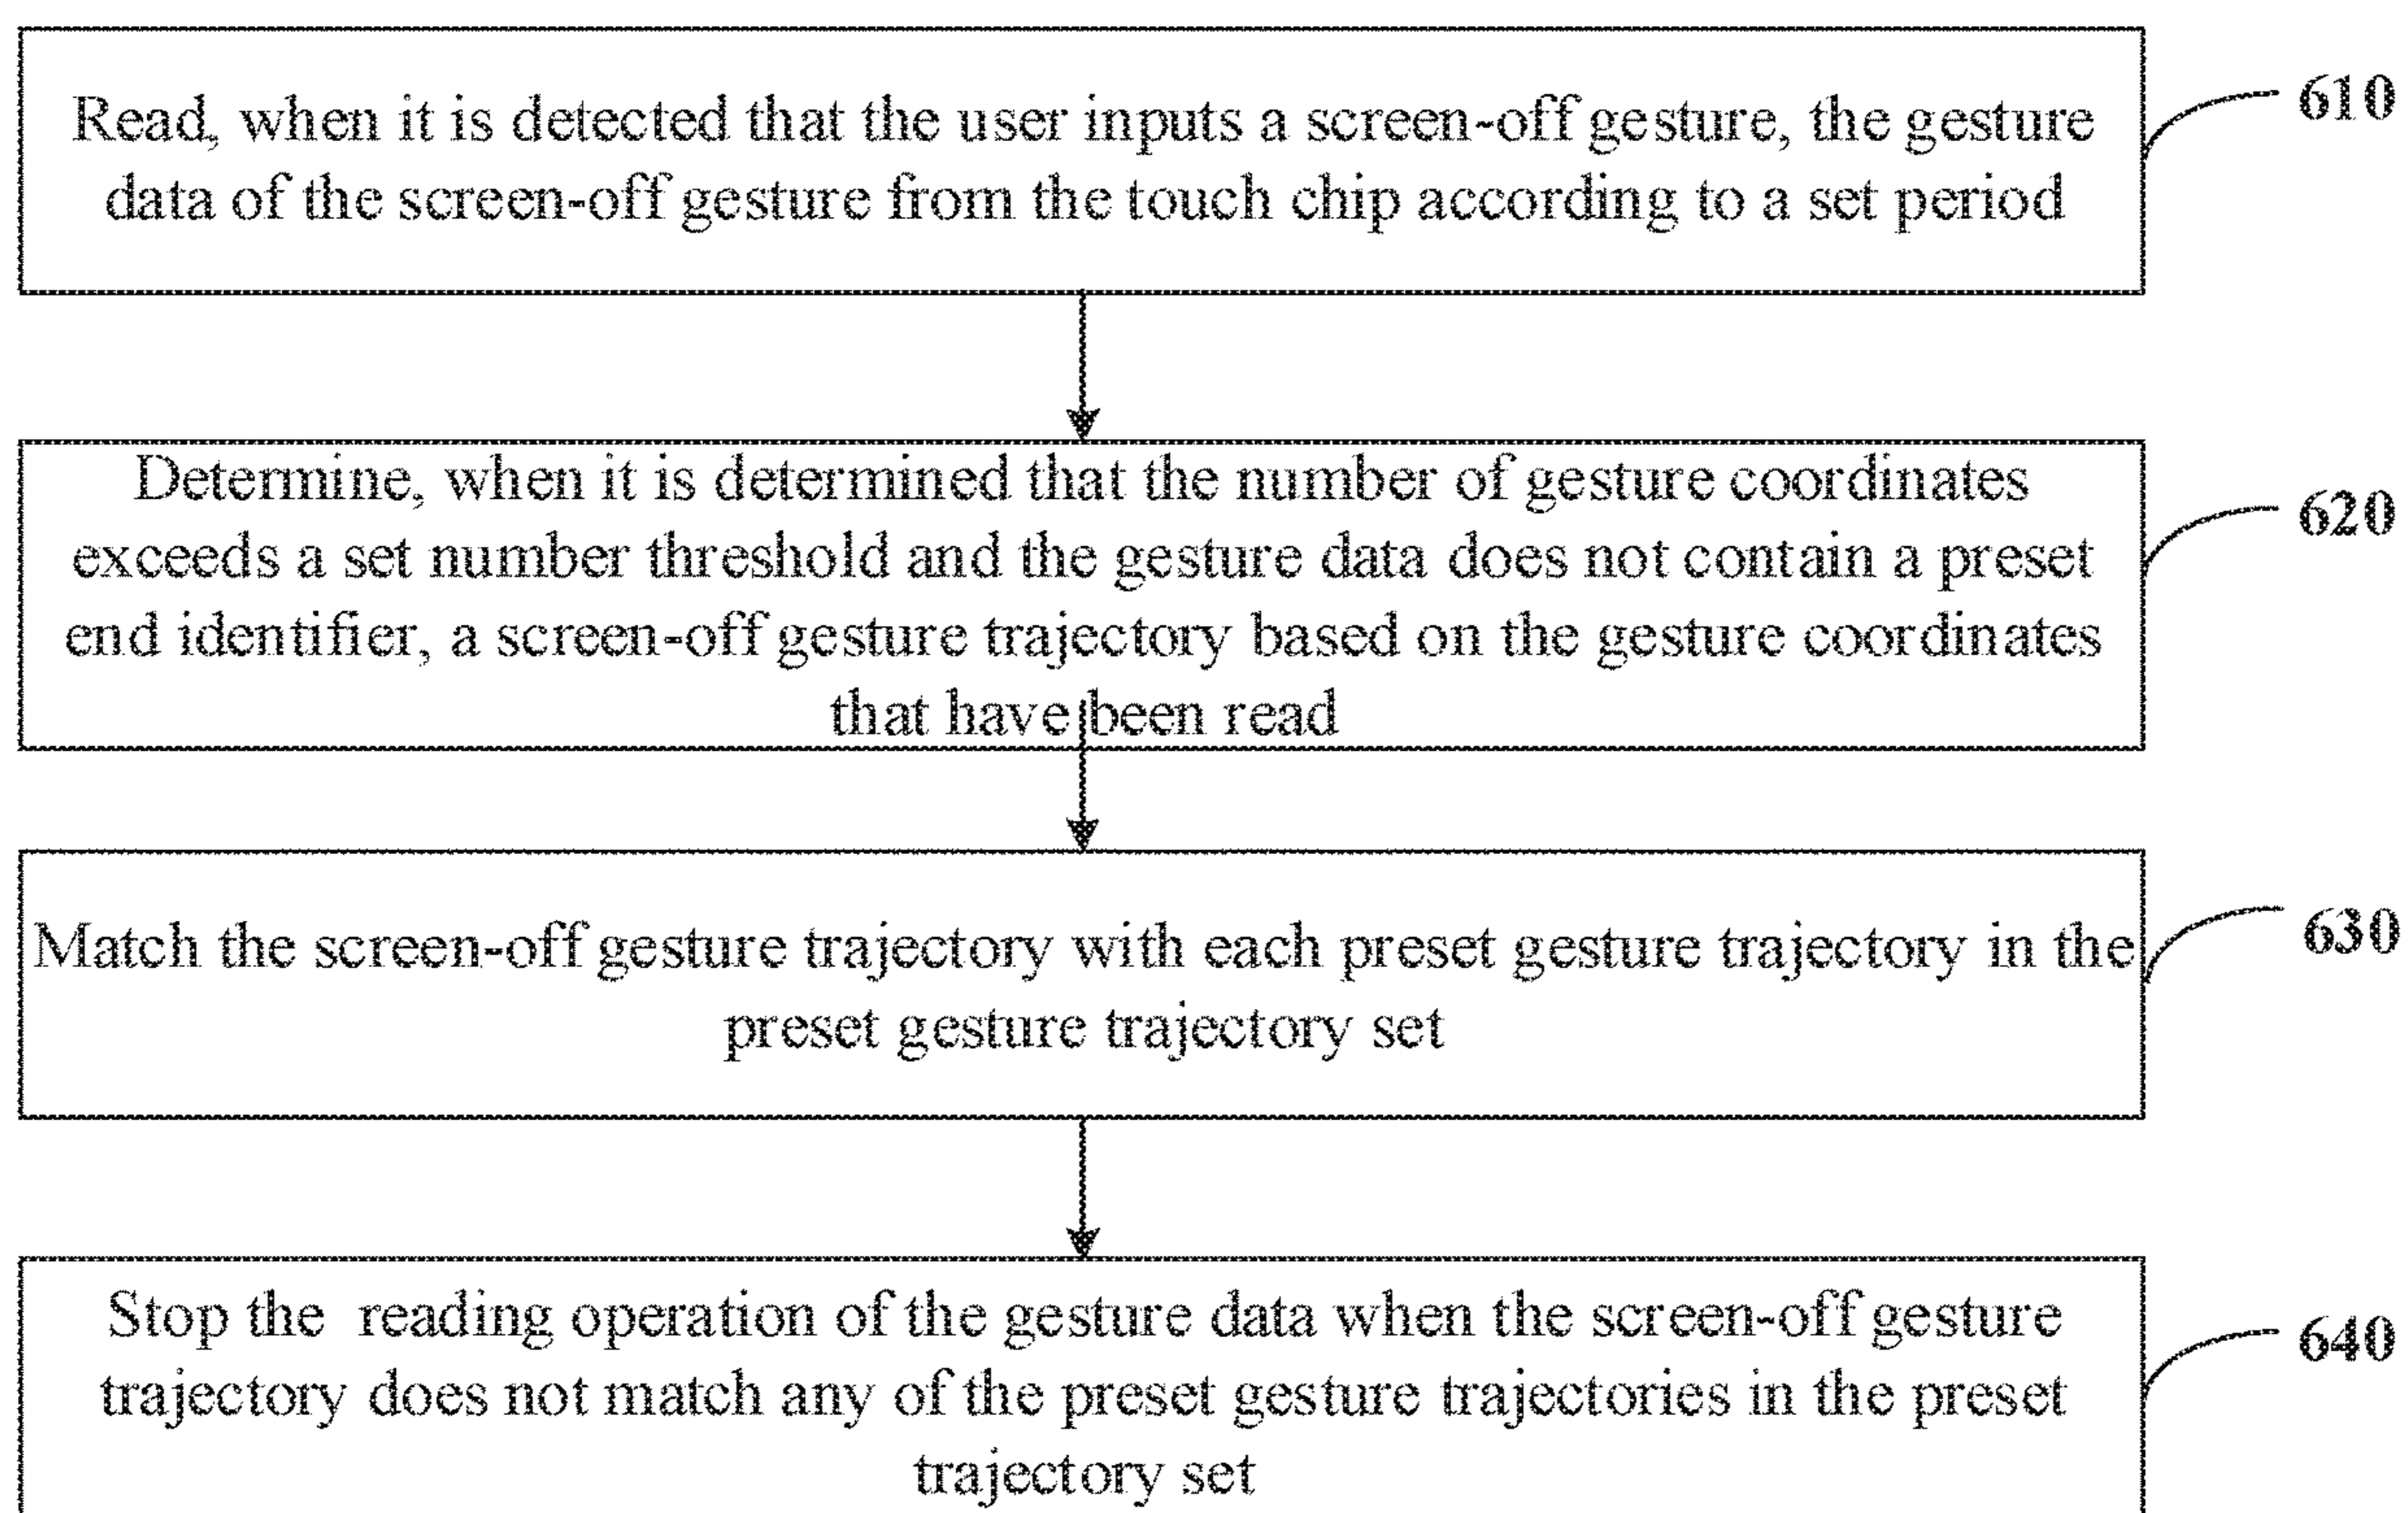 Read, when it is detected that the user inputs a screen-off gesture, the gesture
data of the screen-off gesture from the touch chip according to a set period
610
Determine, when it is determined that the number of gesture coordinates
exceeds a set number threshold and the gesture data does not contain a preset
end identifier, a screen-off gesture trajectory based on the gesture coordinates
that have been read
620
Match the screen-off gesture trajectory with each preset gesture trajectory in the
preset gesture trajectory set
630
Stop the reading operation of the gesture data when the screen-off gesture
trajectory does not match any of the preset gesture trajectories in the preset
trajectory set
640